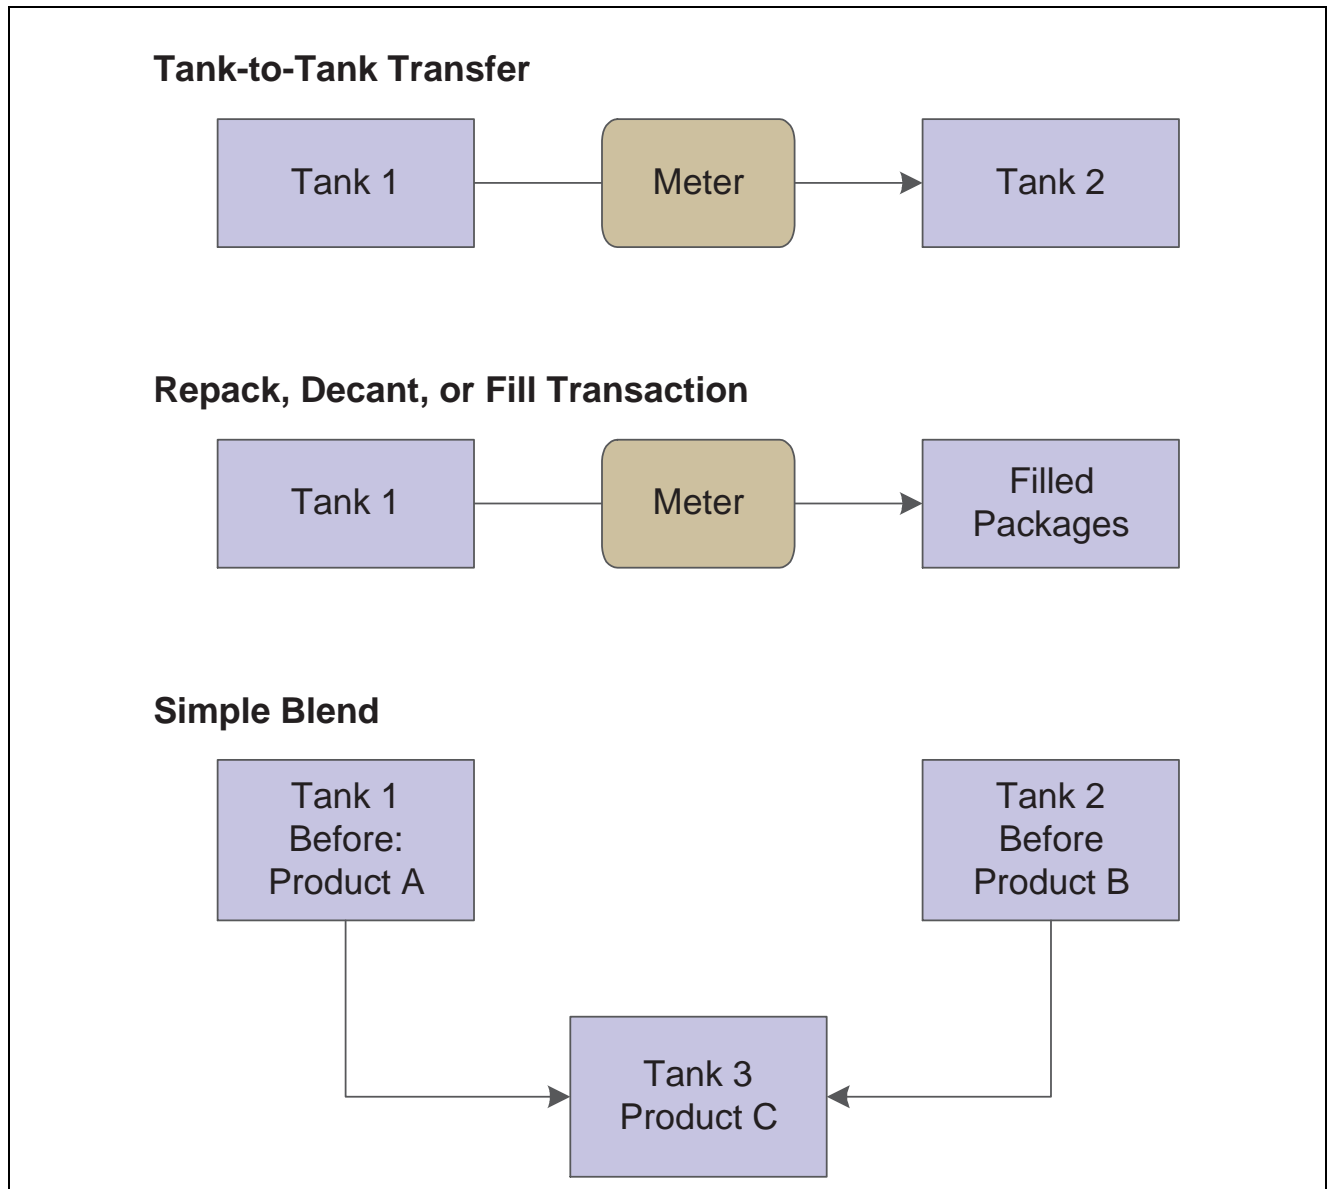 Tank-to-Tank Transfer
Tank 1
Meter
Tank 2
Repack, Decant, or Fill Transaction
Tank 1
Meter
Filled
Packages
Simple Blend
Tank 1
Before:
Product A
Tank 2
Before
Product B
Tank 3
Product C